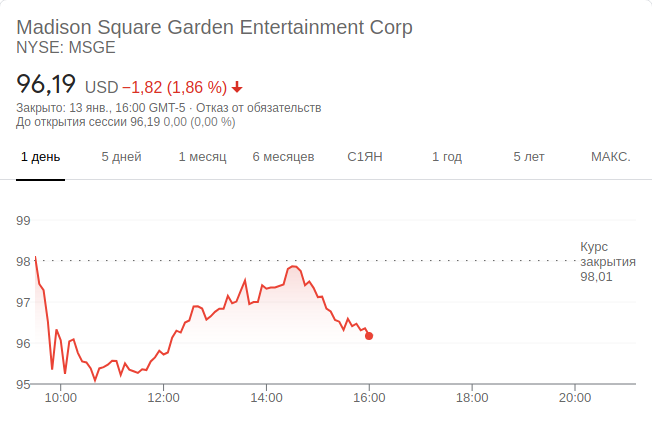 Madison Square Garden Entertainment Corp
NYSE: MSGE
96,19 USD −1,82 (1,86 %)
Закрыто: 13 янв., 16:00 GMT-5 · Отказ от обязательств
До открытия сессии 96,19 0,00 (0,00 %)
1 день 5 дней 1 месяц 6 месяцев С1ЯН 1 год 5 лет МАКС.
99
98
97
96
95
Курс
закрытия
98,01
10:00 12:00 14:00 16:00 18:00 20:00